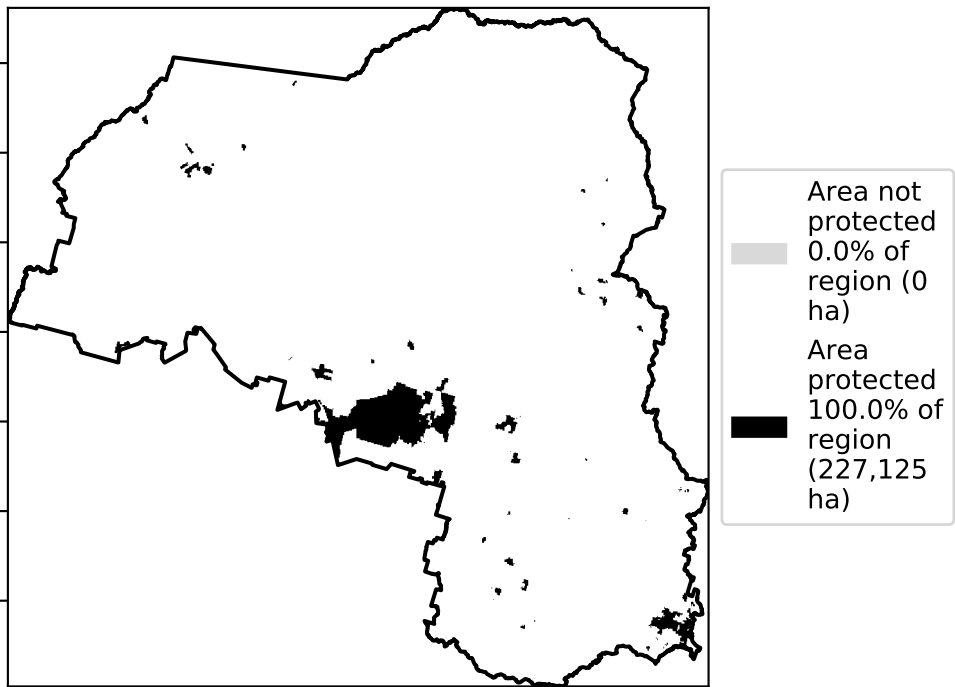 Area not
protected
0.0% of
region (0
ha)
Area
protected
100.0% of
region
(227,125
ha)